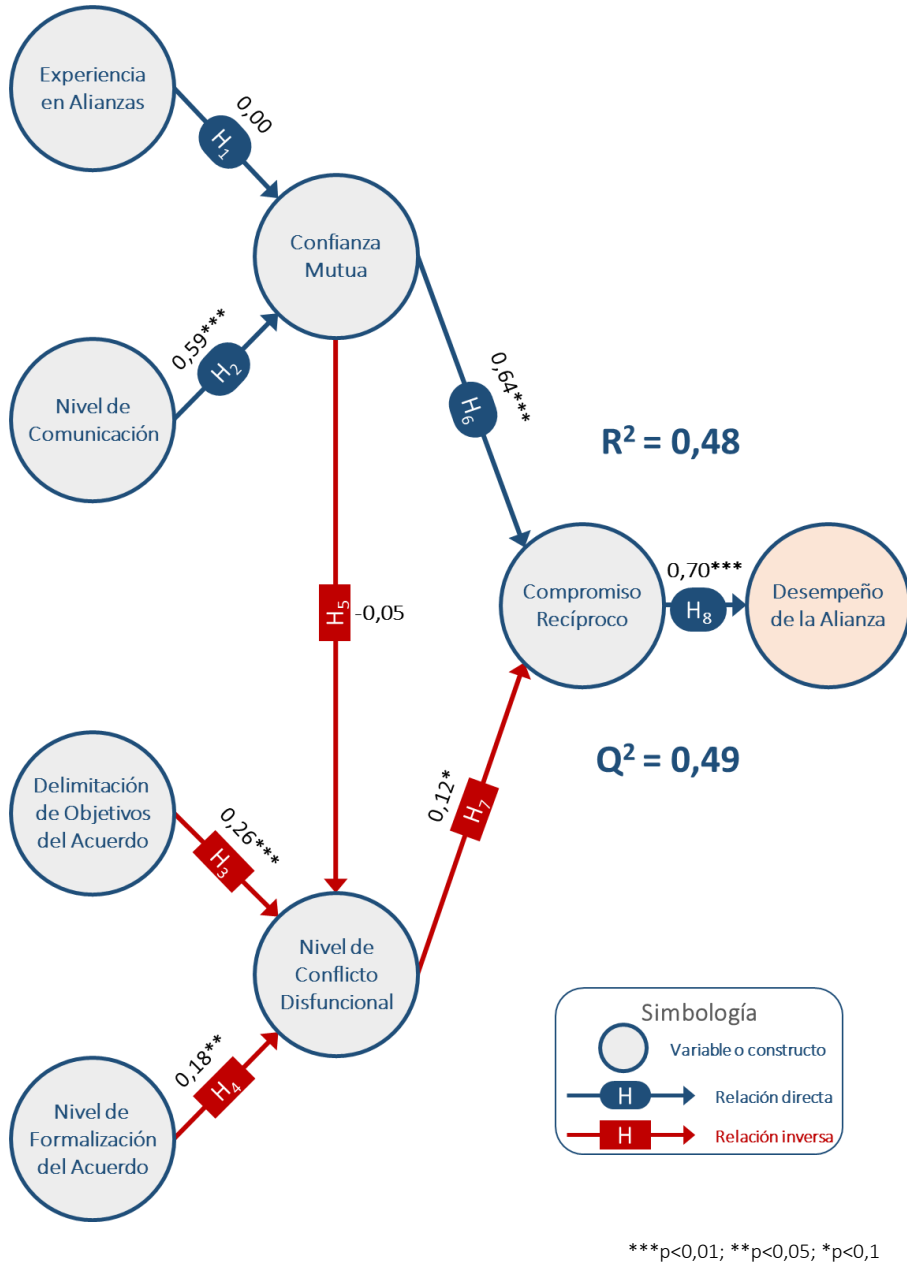 Experiencia
en Alianzas
0,00
H1
Confianza
Mutua
0,59***
H2
Nivel de
Comunicación
0,64***
H6
R² = 0,48
Compromiso
Recíproco
0,70***
H8
Desempeño
de la Alianza
H5
-0,05
Q² = 0,49
Delimitación
de Objetivos
del Acuerdo
0,26***
H3
0,12*
H7
Nivel de
Conflicto
Disfuncional
0,18**
H4
Nivel de
Formalización
del Acuerdo
Simbología
Variable o constructo
H Relación directa
H Relación inversa
***p<0,01; **p<0,05; *p<0,1